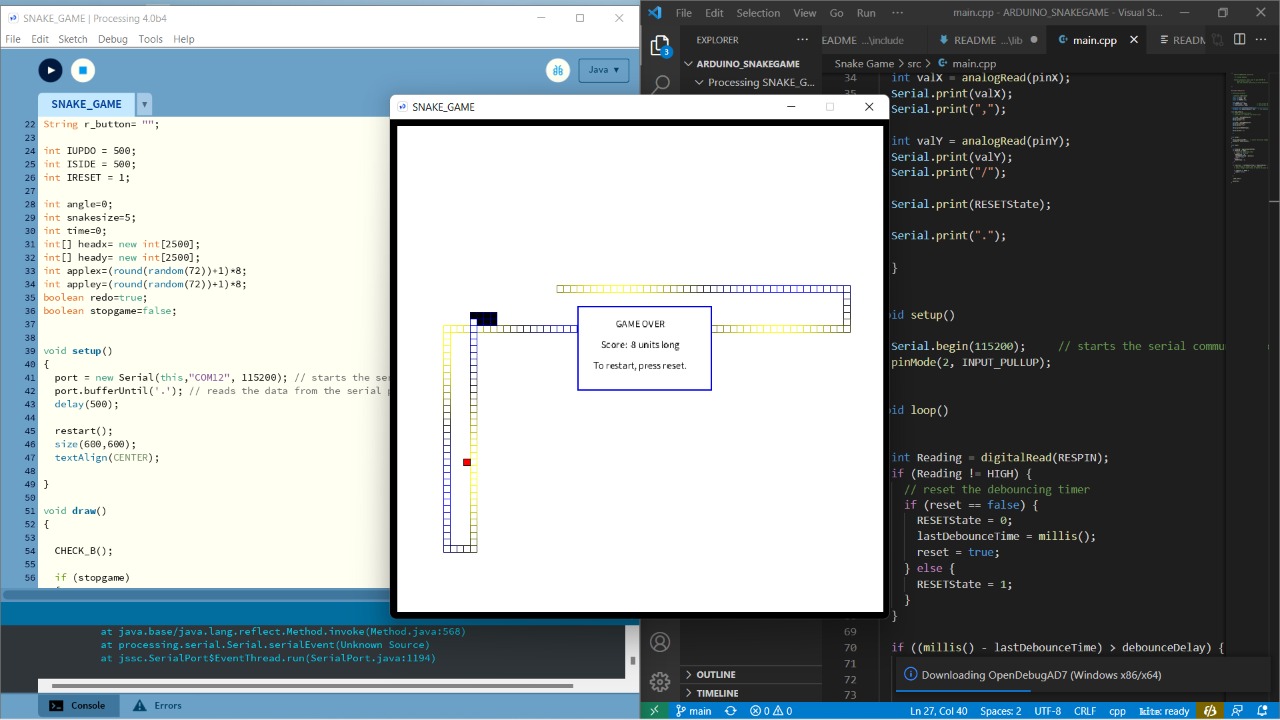 SNAKE_GAME | Processing 4.0b4
File Edit Sketch Debug Tools Help
Java ▼
SNAKE_GAME ▼
22 String r_button= "";
23
24 int IUPDO = 500;
25 int ISIDE = 500;
26 int IRESET = 1;
27
28 int angle=0;
29 int snakesize=5;
30 int time=0;
31 int[] headx= new int[2500];
32 int[] heady= new int[2500];
33 int applex=(round(random(72))+1)*8;
34 int appley=(round(random(72))+1)*8;
35 boolean redo=true;
36 boolean stopgame=false;
37
38
39 void setup()
40 {
41 port = new Serial(this,"COM12", 115200); // starts the ser
42 port.bufferUntil('.'); // reads the data from the serial p
43 delay(500);
44
45 restart();
46 size(600,600);
47 textAlign(CENTER);
48
49 }
50
51 void draw()
52 {
53
54 CHECK_B();
55
56 if (stopgame)
at java.base/java.lang.reflect.Method.invoke(Method.java:568)
at processing.serial.Serial.serialEvent(Unknown Source)
at jssc.SerialPort$EventThread.run(SerialPort.java:1194)
Console Errors
SNAKE_GAME
GAME OVER
Score: 8 units long
To restart, press reset.
File Edit Selection View Go Run ··· main.cpp - ARDUINO_SNAKEGAME - Visual St...
3
EXPLORER ···
ARDUINO_SNAKEGAME
Processing SNAKE_G...
OUTLINE
TIMELINE
EADME ...\include README ...\lib main.cpp READM
Snake Game > src > main.cpp
34 int valX = analogRead(pinX);
35 Serial.print(valX);
Serial.print(",");
int valY = analogRead(pinY);
Serial.print(valY);
Serial.print("/");
Serial.print(RESETState);
Serial.print(".");
}
id setup()
Serial.begin(115200); // starts the serial commu
pinMode(2, INPUT_PULLUP);
id loop()
int Reading = digitalRead(RESPIN);
if (Reading != HIGH) {
// reset the debouncing timer
if (reset == false) {
RESETState = 0;
lastDebounceTime = millis();
reset = true;
} else {
RESETState = 1;
}
}
69
70 if ((millis() - lastDebounceTime) > debounceDelay) {
71
72
73
Downloading OpenDebugAD7 (Windows x86/x64)
main 0 0 Ln 27, Col 40 Spaces: 2 UTF-8 CRLF cpp kite: ready